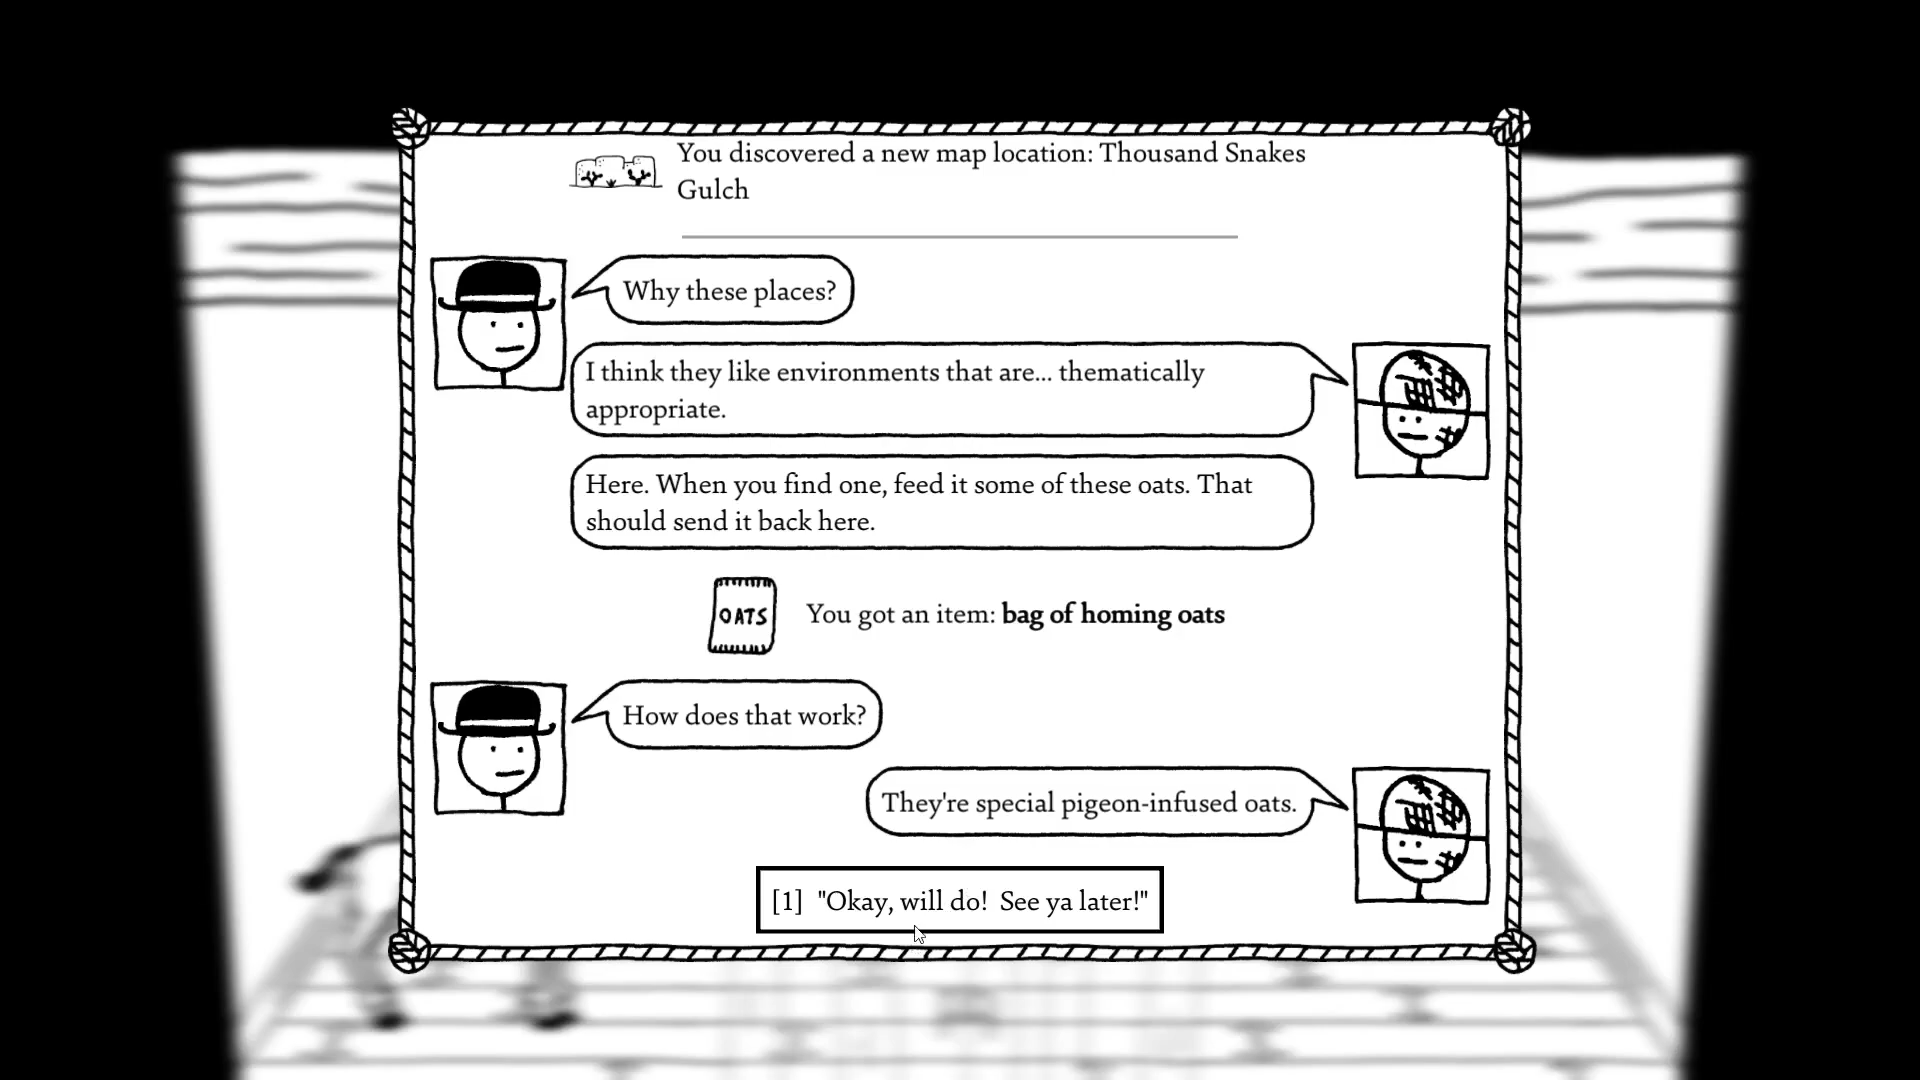 You discovered a new map location: Thousand Snakes
Gulch
Why these places?
I think they like environments that are... thematically
appropriate.
Here. When you find one, feed it some of these oats. That
should send it back here.
OATS
You got an item: bag of homing oats
How does that work?
They're special pigeon-infused oats.
[1] "Okay, will do! See ya later!"